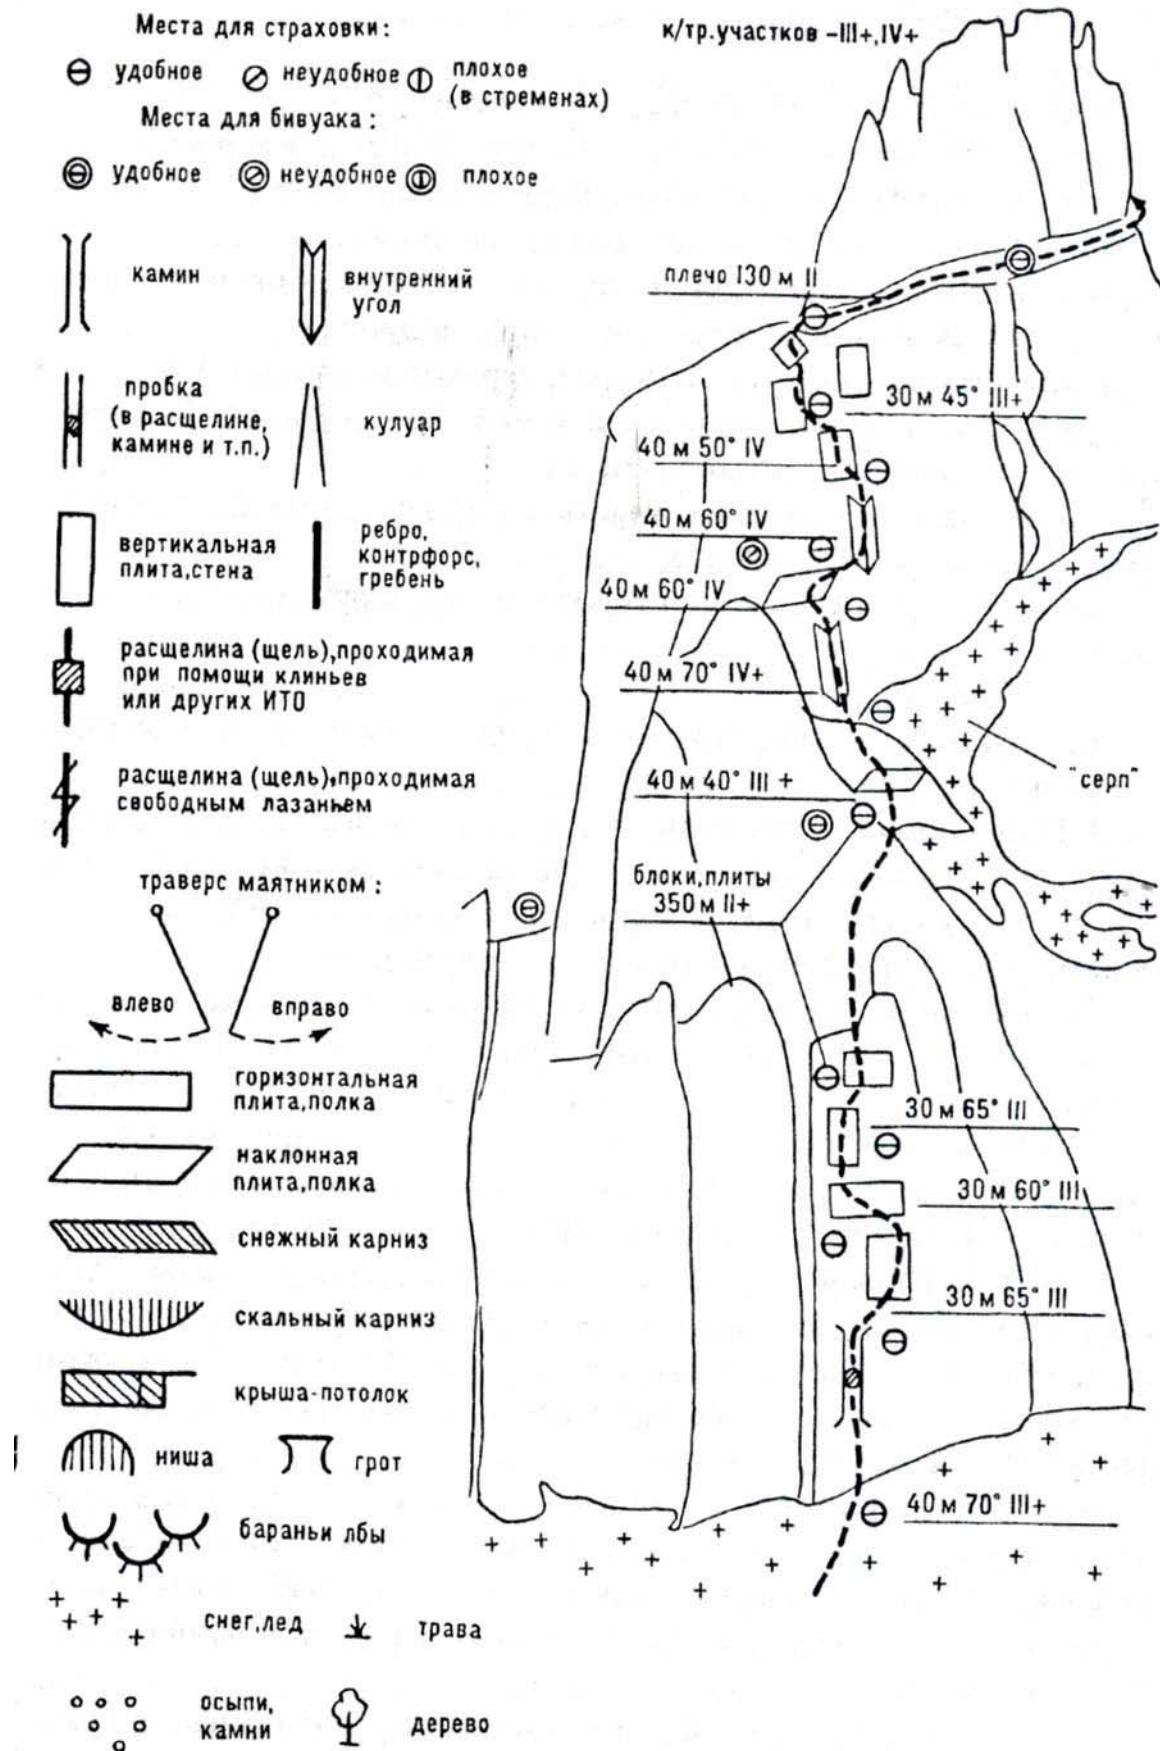 Места для страховки:
удобное неудобное плохое
(в стременах)
Места для бивуака:
удобное неудобное плохое
камин
внутренний
угол
пробка
(в расщелине,
камине и т.п.)
кулуар
вертикальная
плита,стена
ребро,
контрфорс,
гребень
расщелина (щель),проходимая
при помощи клиньев
или других ИТО
расщелина (щель),проходимая
свободным лазаньем
траверс маятником:
влево вправо
горизонтальная
плита,полка
наклонная
плита,полка
снежный карниз
скальный карниз
крыша-потолок
ниша грот
бараньи лбы
снег,лед трава
осыпи,
камни
дерево
к/тр.участков -III+,IV+
плечо 130 м II
30 м 45° III+
40 м 50° IV
40 м 60° IV
40 м 60° IV
40 м 70° IV+
40 м 40° III +
"серп"
блоки,плиты
350 м II+
30 м 65° III
30 м 60° III
30 м 65° III
40 м 70° III+